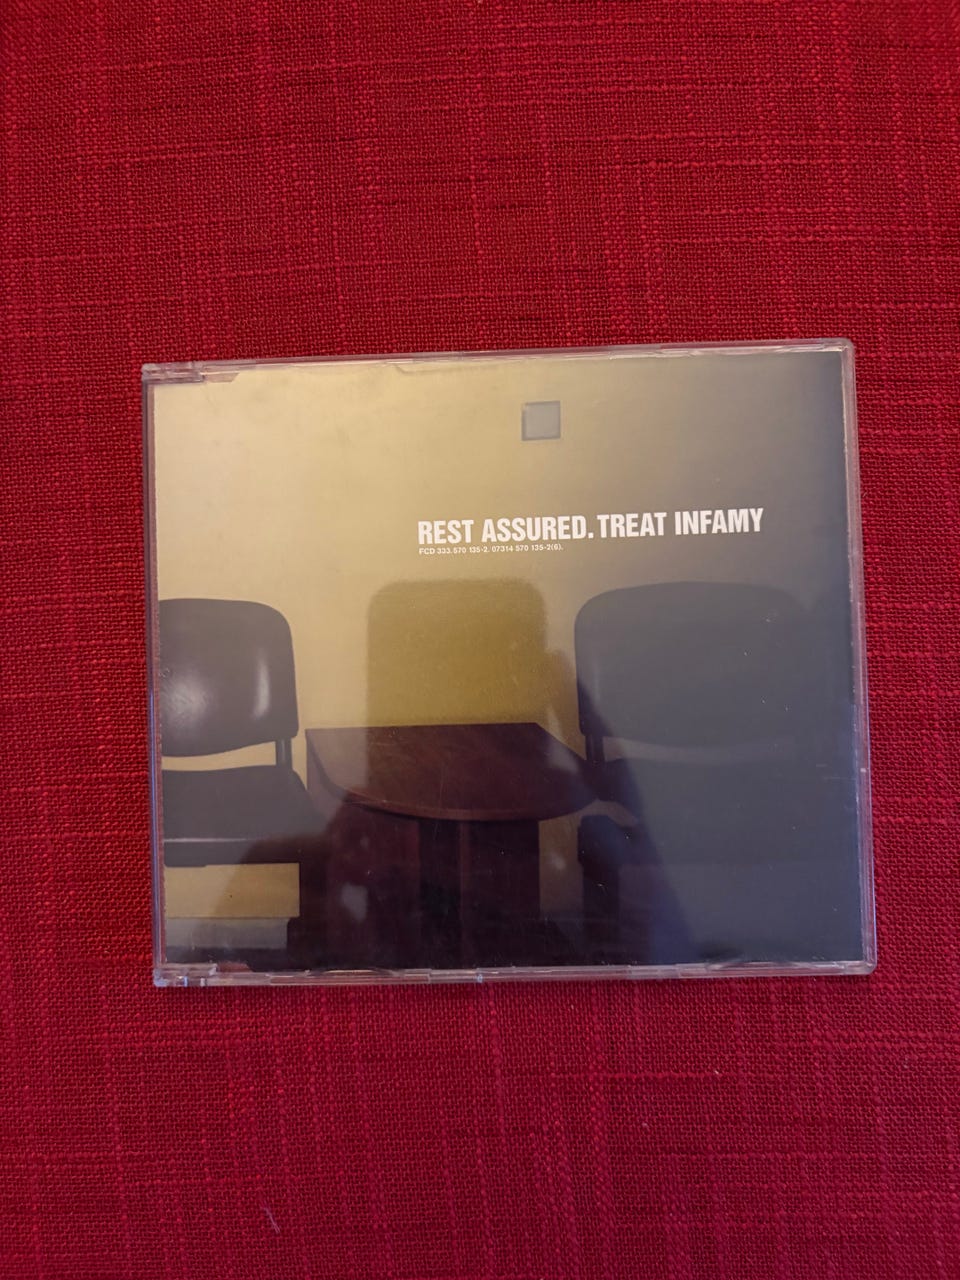 REST ASSURED. TREAT INFAMY
FCD 333. 570 135-2. 07314 570 135-2(6).